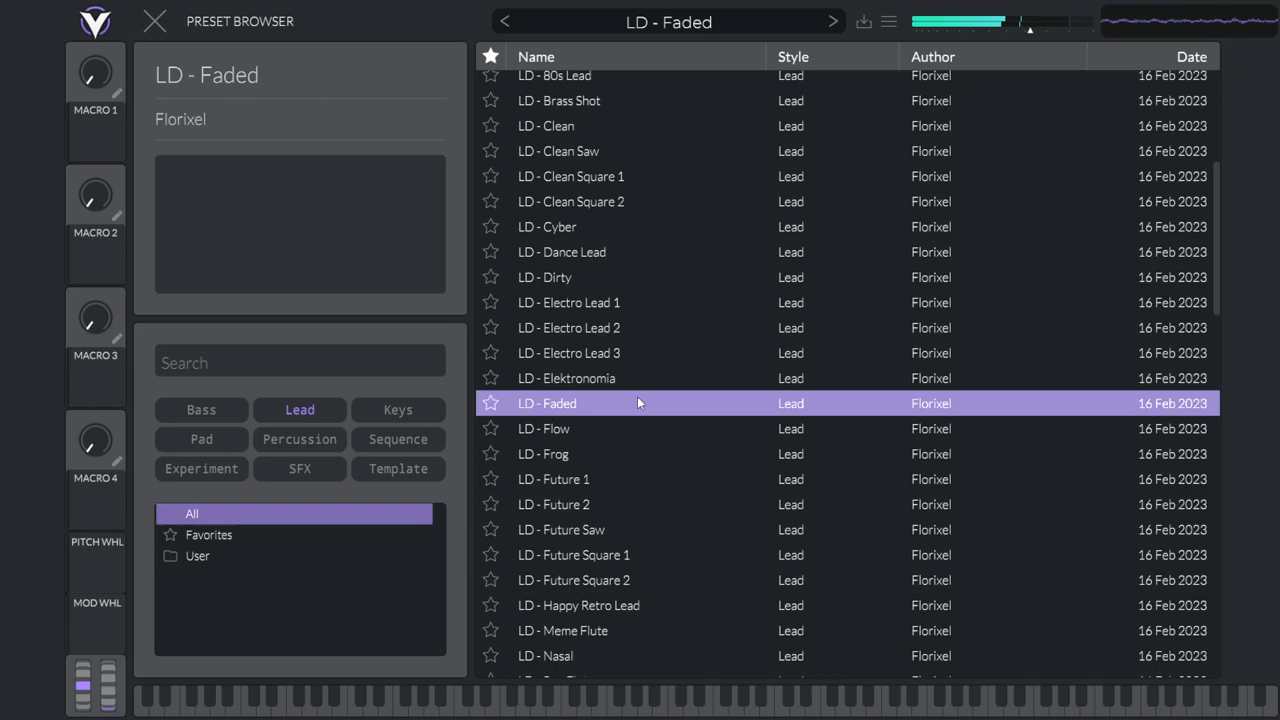 PRESET BROWSER
LD - Faded
MACRO 1
MACRO 2
MACRO 3
MACRO 4
PITCH WHL
MOD WHL
LD - Faded
Florixel
Search
Bass Lead Keys
Pad Percussion Sequence
Experiment SFX Template
All
Favorites
User
Name Style Author Date
LD - 80s Lead Lead Florixel 16 Feb 2023
LD - Brass Shot Lead Florixel 16 Feb 2023
LD - Clean Lead Florixel 16 Feb 2023
LD - Clean Saw Lead Florixel 16 Feb 2023
LD - Clean Square 1 Lead Florixel 16 Feb 2023
LD - Clean Square 2 Lead Florixel 16 Feb 2023
LD - Cyber Lead Florixel 16 Feb 2023
LD - Dance Lead Lead Florixel 16 Feb 2023
LD - Dirty Lead Florixel 16 Feb 2023
LD - Electro Lead 1 Lead Florixel 16 Feb 2023
LD - Electro Lead 2 Lead Florixel 16 Feb 2023
LD - Electro Lead 3 Lead Florixel 16 Feb 2023
LD - Elektronomia Lead Florixel 16 Feb 2023
LD - Faded Lead Florixel 16 Feb 2023
LD - Flow Lead Florixel 16 Feb 2023
LD - Frog Lead Florixel 16 Feb 2023
LD - Future 1 Lead Florixel 16 Feb 2023
LD - Future 2 Lead Florixel 16 Feb 2023
LD - Future Saw Lead Florixel 16 Feb 2023
LD - Future Square 1 Lead Florixel 16 Feb 2023
LD - Future Square 2 Lead Florixel 16 Feb 2023
LD - Happy Retro Lead Lead Florixel 16 Feb 2023
LD - Meme Flute Lead Florixel 16 Feb 2023
LD - Nasal Lead Florixel 16 Feb 2023